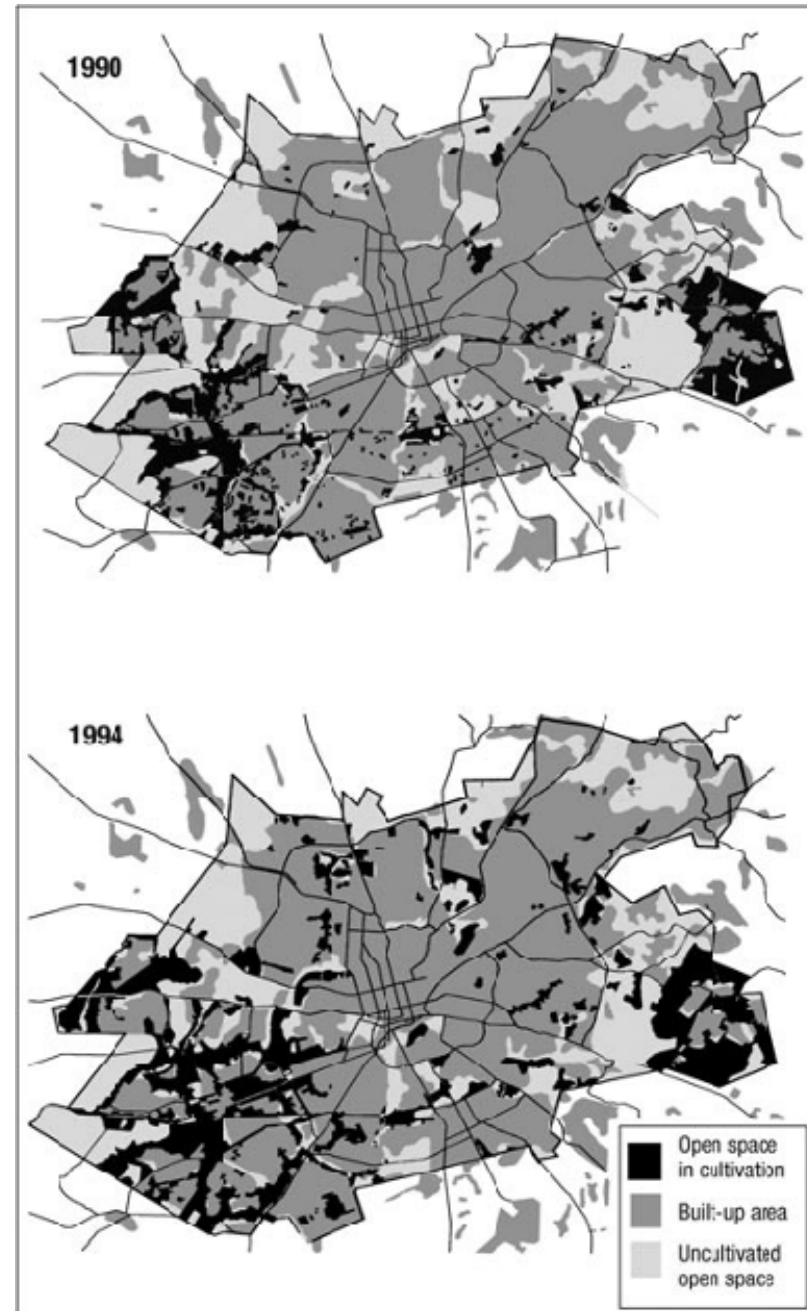 1990
1994
Open space
in cultivation
Built-up area
Uncultivated
open space